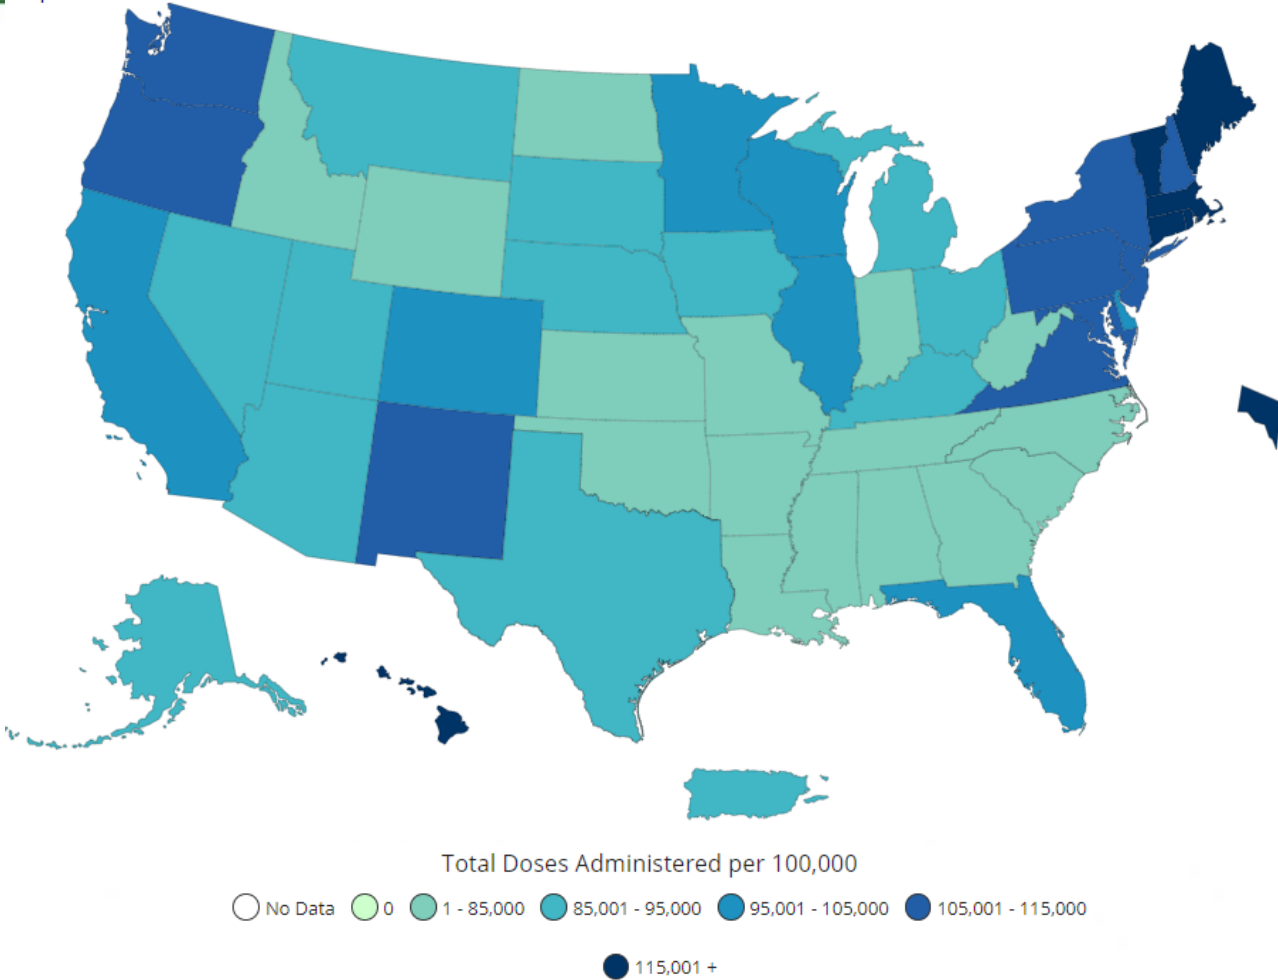 Total Doses Administered per 100,000
No Data 0 1 - 85,000 85,001 - 95,000 95,001 - 105,000 105,001 - 115,000
115,001 +